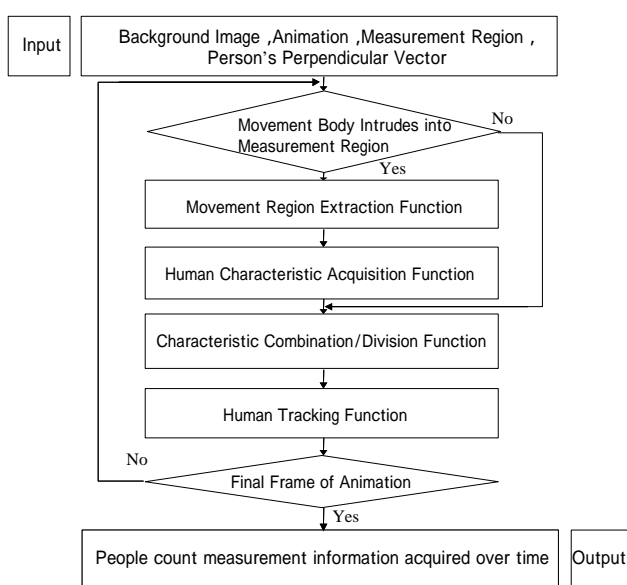 Input
Background Image ,Animation ,Measurement Region ,
Person's Perpendicular Vector
Movement Body Intrudes into
Measurement Region
No
Yes
Movement Region Extraction Function
Human Characteristic Acquisition Function
Characteristic Combination/Division Function
Human Tracking Function
No
Final Frame of Animation
Yes
People count measurement information acquired over time
Output